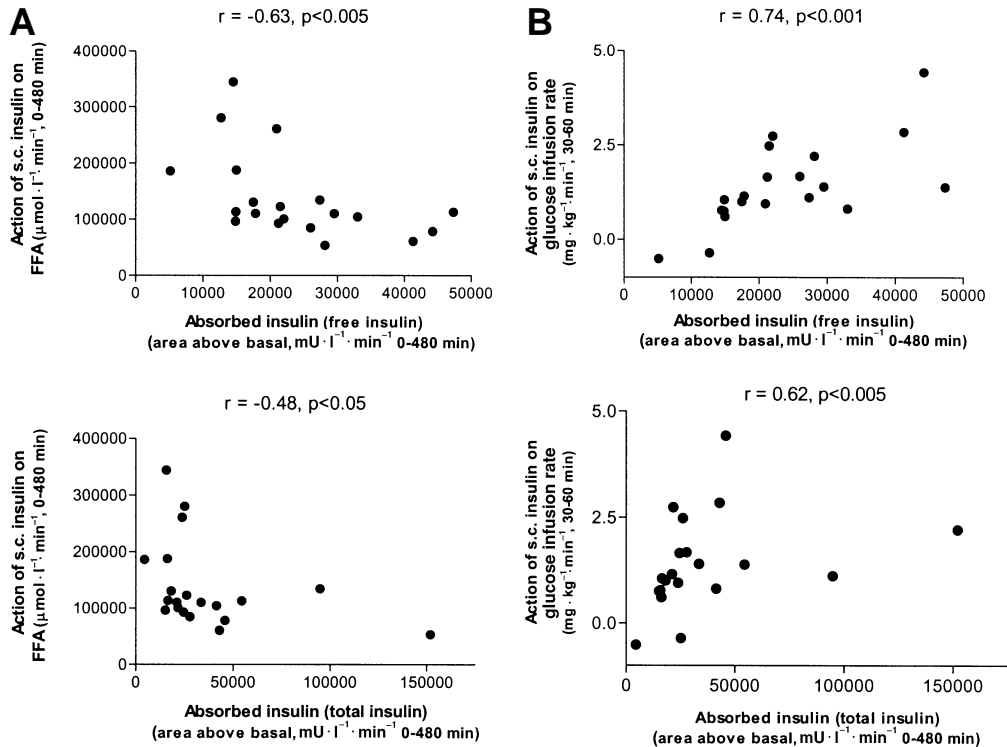 A
r = -0.63, p<0.005
Action of s.c. insulin on
FFA (μmol · l⁻¹· min⁻¹, 0-480 min)
400000
300000
200000
100000
0
0 10000 20000 30000 40000 50000
Absorbed insulin (free insulin)
(area above basal, mU · l⁻¹ · min⁻¹ 0-480 min)
B
r = 0.74, p<0.001
Action of s.c. insulin on
glucose infusion rate
(mg · kg⁻¹· min⁻¹, 30-60 min)
5.0
2.5
0.0
0 10000 20000 30000 40000 50000
Absorbed insulin (free insulin)
(area above basal, mU · l⁻¹ · min⁻¹ 0-480 min)
r = -0.48, p<0.05
Action of s.c. insulin on
FFA (μmol · l⁻¹· min⁻¹, 0-480 min)
400000
300000
200000
100000
0
0 50000 100000 150000
Absorbed insulin (total insulin)
(area above basal, mU · l⁻¹ · min⁻¹ 0-480 min)
r = 0.62, p<0.005
Action of s.c. insulin on
glucose infusion rate
(mg · kg⁻¹· min⁻¹, 30-60 min)
5.0
2.5
0.0
0 50000 100000 150000
Absorbed insulin (total insulin)
(area above basal, mU · l⁻¹ · min⁻¹ 0-480 min)